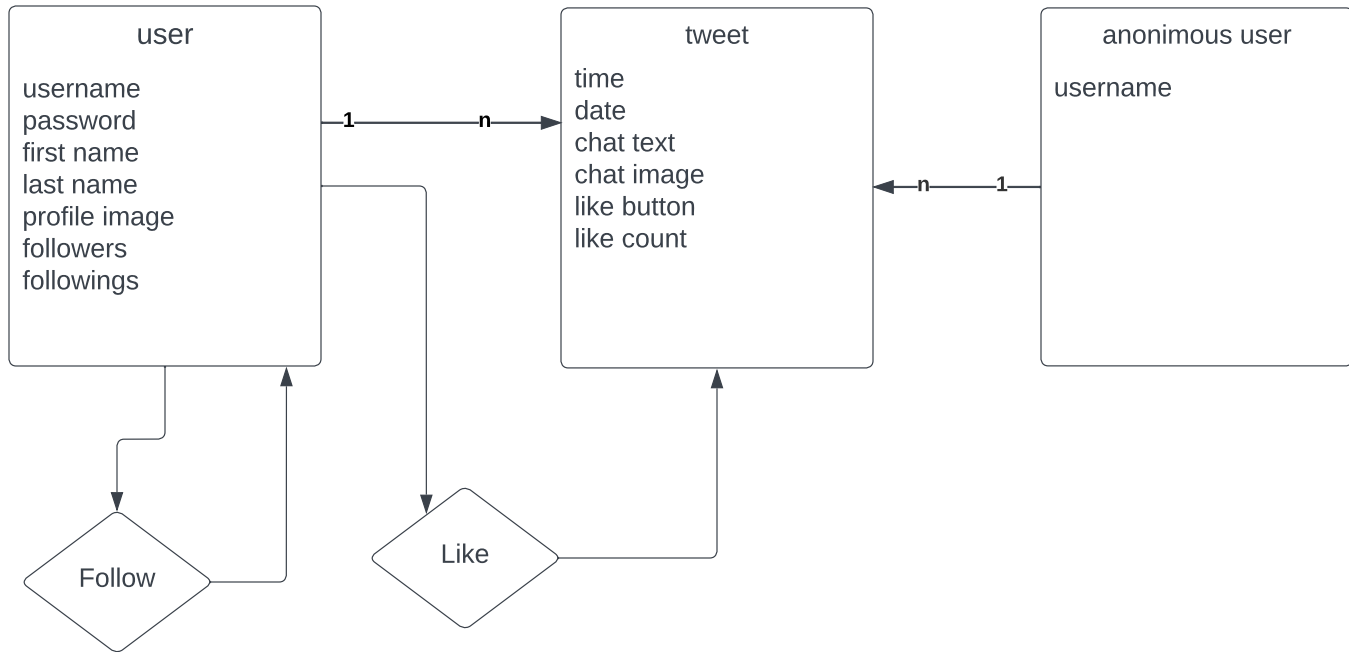 user
username
password
first name
last name
profile image
followers
followings
1
n
tweet
time
date
chat text
chat image
like button
like count
n
1
anonimous user
username
Follow
Like